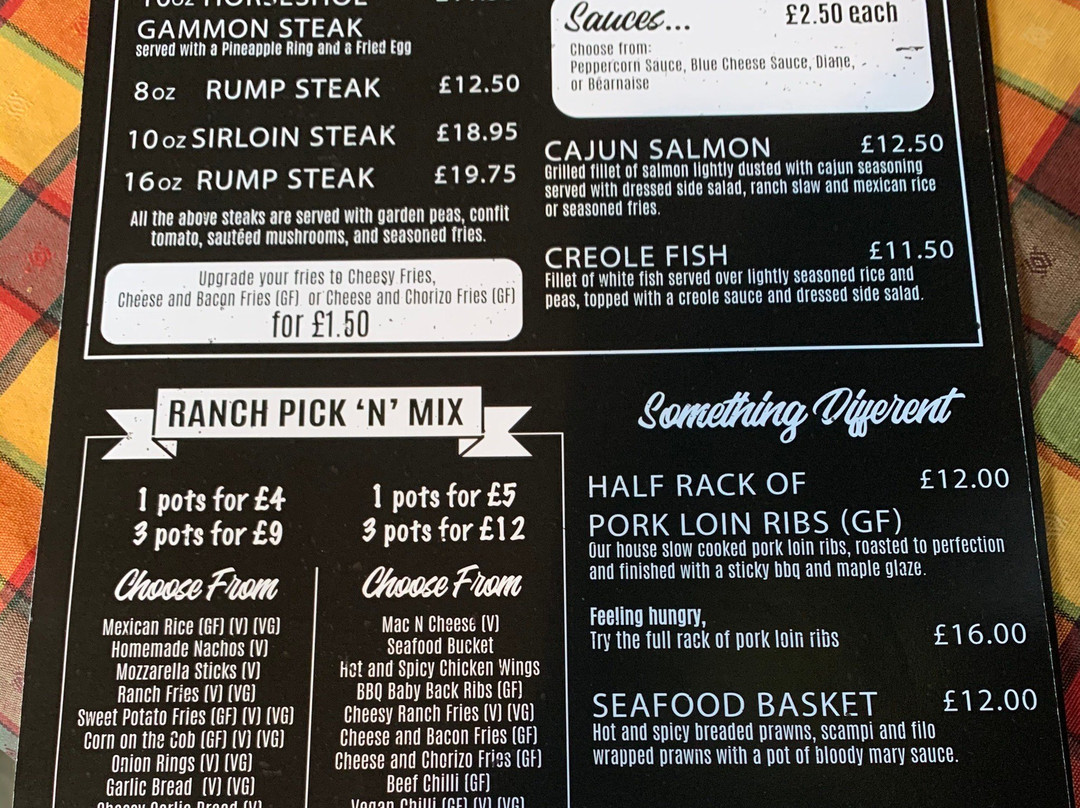 GAMMON STEAK
served with a Pineapple Ring and a Fried Egg
8oz RUMP STEAK £12.50
10oz SIRLOIN STEAK £18.95
16oz RUMP STEAK £19.75
All the above steaks are served with garden peas, confit
tomato, sautéed mushrooms, and seasoned fries.
Upgrade your fries to Cheesy Fries,
Cheese and Bacon Fries (GF) or Cheese and Chorizo Fries (GF)
for £1.50
Sauces... £2.50 each
Choose from:
Peppercorn Sauce, Blue Cheese Sauce, Diane,
or Béarnaise
CAJUN SALMON £12.50
Grilled fillet of salmon lightly dusted with cajun seasoning
served with dressed side salad, ranch slaw and mexican rice
or seasoned fries.
CREOLE FISH £11.50
Fillet of white fish served over lightly seasoned rice and
peas, topped with a creole sauce and dressed side salad.
RANCH PICK ‘N’ MIX
1 pots for £4
3 pots for £9
Choose From
Mexican Rice (GF) (V) (VG)
Homemade Nachos (V)
Mozzarella Sticks (V)
Ranch Fries (V) (VG)
Sweet Potato Fries (GF) (V) (VG)
Corn on the Cob (GF) (V) (VG)
Onion Rings (V) (VG)
Garlic Bread (V) (VG)
Cheesy Garlic Bread (V)
1 pots for £5
3 pots for £12
Choose From
Mac N Cheese (V)
Seafood Bucket
Hot and Spicy Chicken Wings
BBQ Baby Back Ribs (GF)
Cheesy Ranch Fries (V) (VG)
Cheese and Bacon Fries (GF)
Cheese and Chorizo Fries (GF)
Beef Chilli (GF)
Vegan Chilli (GF) (V) (VG)
Something Different
HALF RACK OF £12.00
PORK LOIN RIBS (GF)
Our house slow cooked pork loin ribs, roasted to perfection
and finished with a sticky bbq and maple glaze.
Feeling hungry,
Try the full rack of pork loin ribs £16.00
SEAFOOD BASKET £12.00
Hot and spicy breaded prawns, scampi and filo
wrapped prawns with a pot of bloody mary sauce.